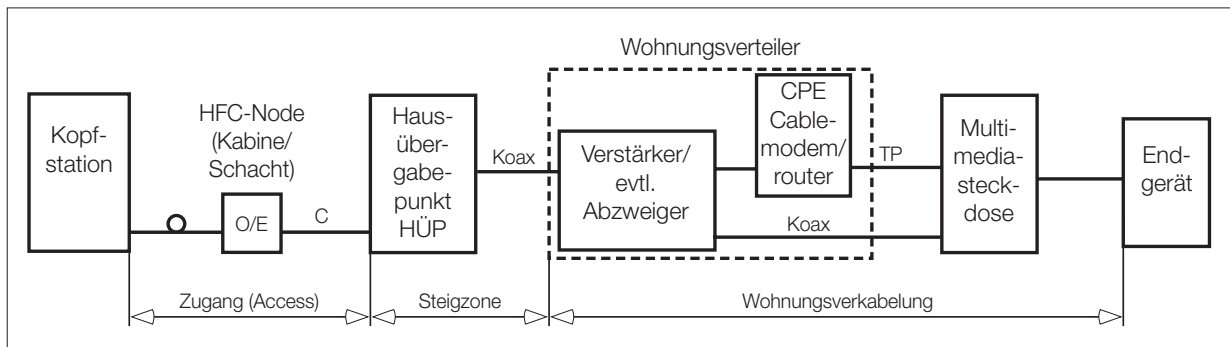 Wohnungsverteiler
Kopf-
station
HFC-Node
(Kabine/
Schacht)
O/E
C
Haus-
über-
gabe-
punkt
HÜP
Koax
Verstärker/
evtl.
Abzweiger
CPE
Cable-
modem/
router
TP
Koax
Multi-
media-
steck-
dose
End-
gerät
Zugang (Access)
Steigzone
Wohnungsverkabelung